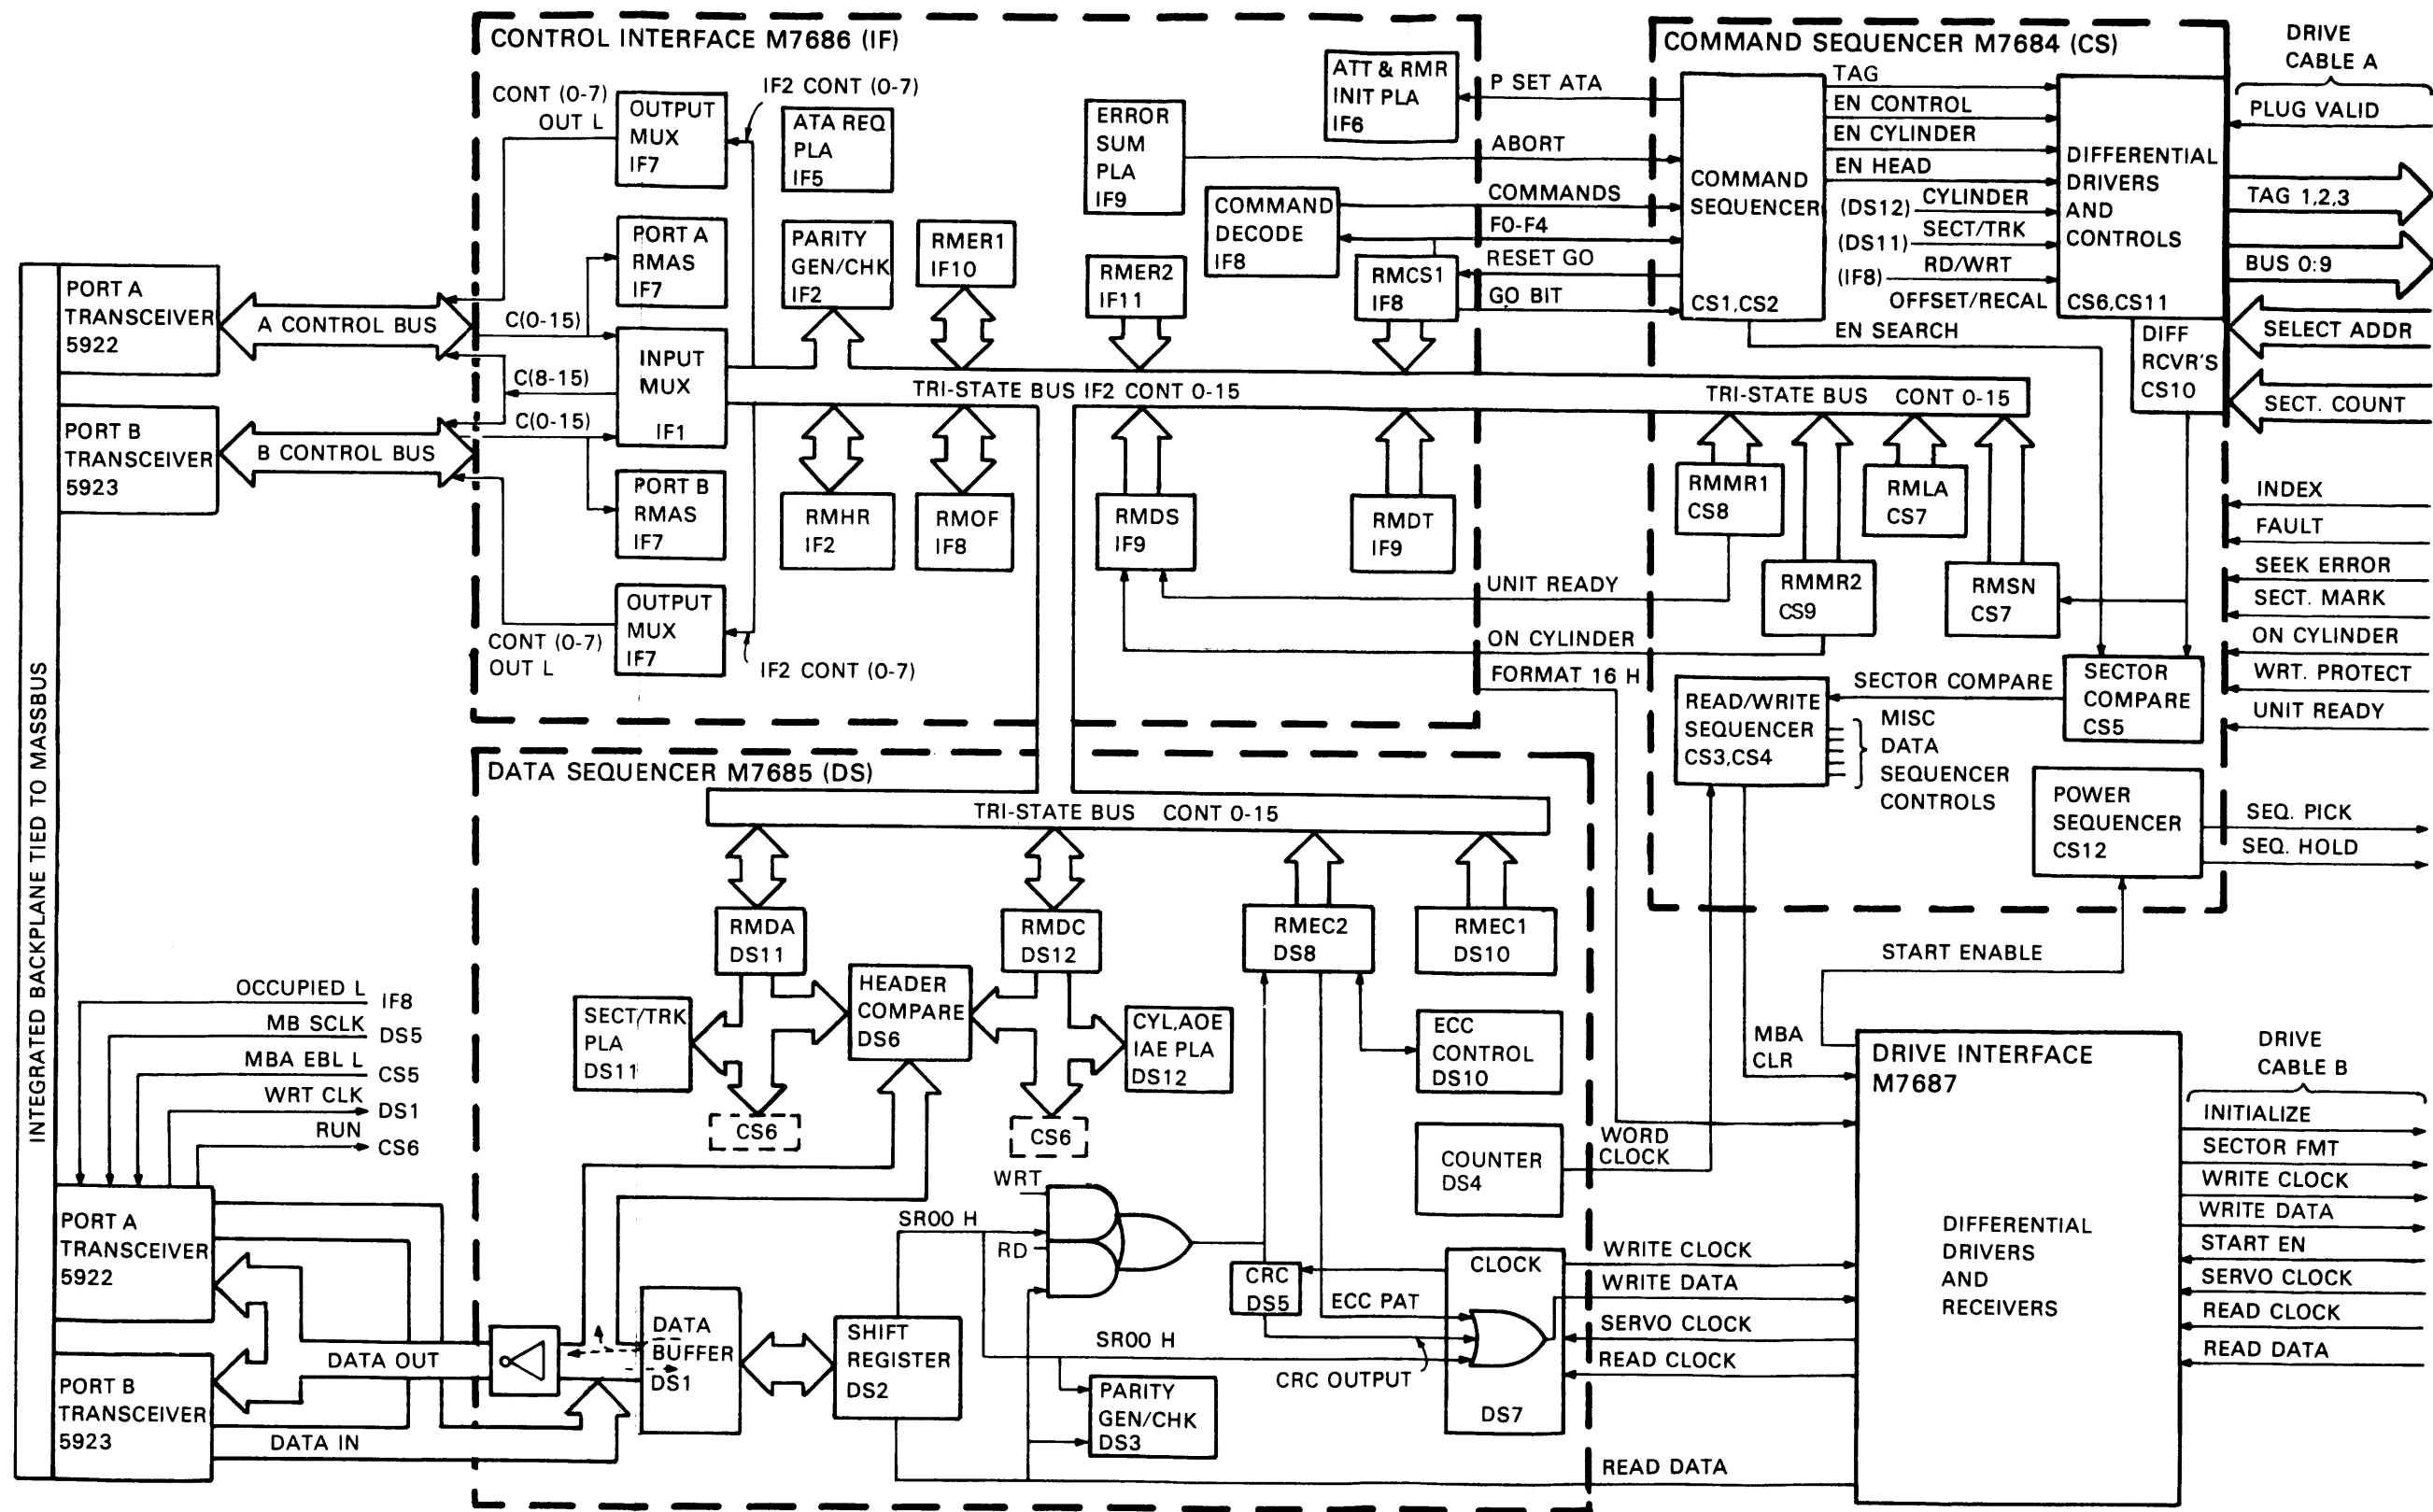 CONTROL INTERFACE M7686 (IF)
CONT (0-7)
OUT L
OUTPUT
MUX
IF7
IF2 CONT (0-7)
ATA REQ
PLA
IF5
ERROR
SUM
PLA
IF9
ATT & RMR
INIT PLA
IF6
PORT A
RMAS
IF7
PARITY
GEN/CHK
IF2
RMER1
IF10
RMER2
IF11
COMMAND
DECODE
IF8
RMCS1
IF8
C(0-15)
INPUT
MUX
IF1
C(8-15)
C(0-15)
TRI-STATE BUS IF2 CONT 0-15
PORT B
RMAS
IF7
RMHR
IF2
RMOF
IF8
RMDS
IF9
RMDT
IF9
OUTPUT
MUX
IF7
CONT (0-7)
OUT L
IF2 CONT (0-7)
P SET ATA
ABORT
COMMANDS
F0-F4
RESET GO
GO BIT
UNIT READY
ON CYLINDER
FORMAT 16 H
COMMAND SEQUENCER M7684 (CS)
COMMAND
SEQUENCER
CS1,CS2
TAG
EN CONTROL
EN CYLINDER
EN HEAD
(DS12) CYLINDER
(DS11) SECT/TRK
(IF8) RD/WRT
OFFSET/RECAL
EN SEARCH
DIFFERENTIAL
DRIVERS
AND
CONTROLS
CS6,CS11
DIFF
RCVR'S
CS10
TRI-STATE BUS CONT 0-15
RMMR1
CS8
RMLA
CS7
RMMR2
CS9
RMSN
CS7
SECTOR COMPARE
SECTOR
COMPARE
CS5
READ/WRITE
SEQUENCER
CS3,CS4
MISC
DATA
SEQUENCER
CONTROLS
POWER
SEQUENCER
CS12
START ENABLE
DRIVE
CABLE A
PLUG VALID
TAG 1,2,3
BUS 0:9
SELECT ADDR
SECT. COUNT
INDEX
FAULT
SEEK ERROR
SECT. MARK
ON CYLINDER
WRT. PROTECT
UNIT READY
SEQ. PICK
SEQ. HOLD
INTEGRATED BACKPLANE TIED TO MASSBUS
PORT A
TRANSCEIVER
5922
A CONTROL BUS
PORT B
TRANSCEIVER
5923
B CONTROL BUS
OCCUPIED L IF8
MB SCLK DS5
MBA EBL L CS5
WRT CLK DS1
RUN CS6
PORT A
TRANSCEIVER
5922
PORT B
TRANSCEIVER
5923
DATA OUT
DATA IN
DATA SEQUENCER M7685 (DS)
TRI-STATE BUS CONT 0-15
RMDA
DS11
RMDC
DS12
RMEC2
DS8
RMEC1
DS10
SECT/TRK
PLA
DS11
HEADER
COMPARE
DS6
CYL,AOE
IAE PLA
DS12
ECC
CONTROL
DS10
CS6
CS6
COUNTER
DS4
WORD
CLOCK
WRT
SR00 H
RD
DATA
BUFFER
DS1
SHIFT
REGISTER
DS2
CRC
DS5
CLOCK
DS7
ECC PAT
SR00 H
CRC OUTPUT
PARITY
GEN/CHK
DS3
MBA
CLR
WRITE CLOCK
WRITE DATA
SERVO CLOCK
READ CLOCK
READ DATA
DRIVE INTERFACE
M7687
DIFFERENTIAL
DRIVERS
AND
RECEIVERS
DRIVE
CABLE B
INITIALIZE
SECTOR FMT
WRITE CLOCK
WRITE DATA
START EN
SERVO CLOCK
READ CLOCK
READ DATA